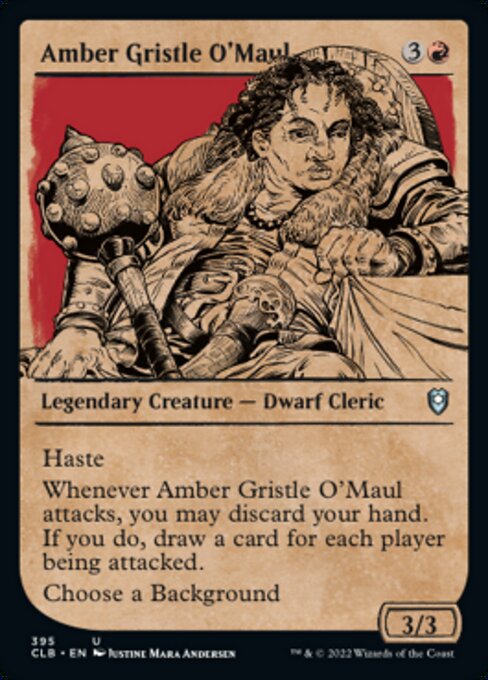 Amber Gristle O'Maul 3
Legendary Creature — Dwarf Cleric
Haste
Whenever Amber Gristle O'Maul
attacks, you may discard your hand.
If you do, draw a card for each player
being attacked.
Choose a Background
3/3
395 U
CLB • EN Justine Mara Andersen
™ & © 2022 Wizards of the Coast